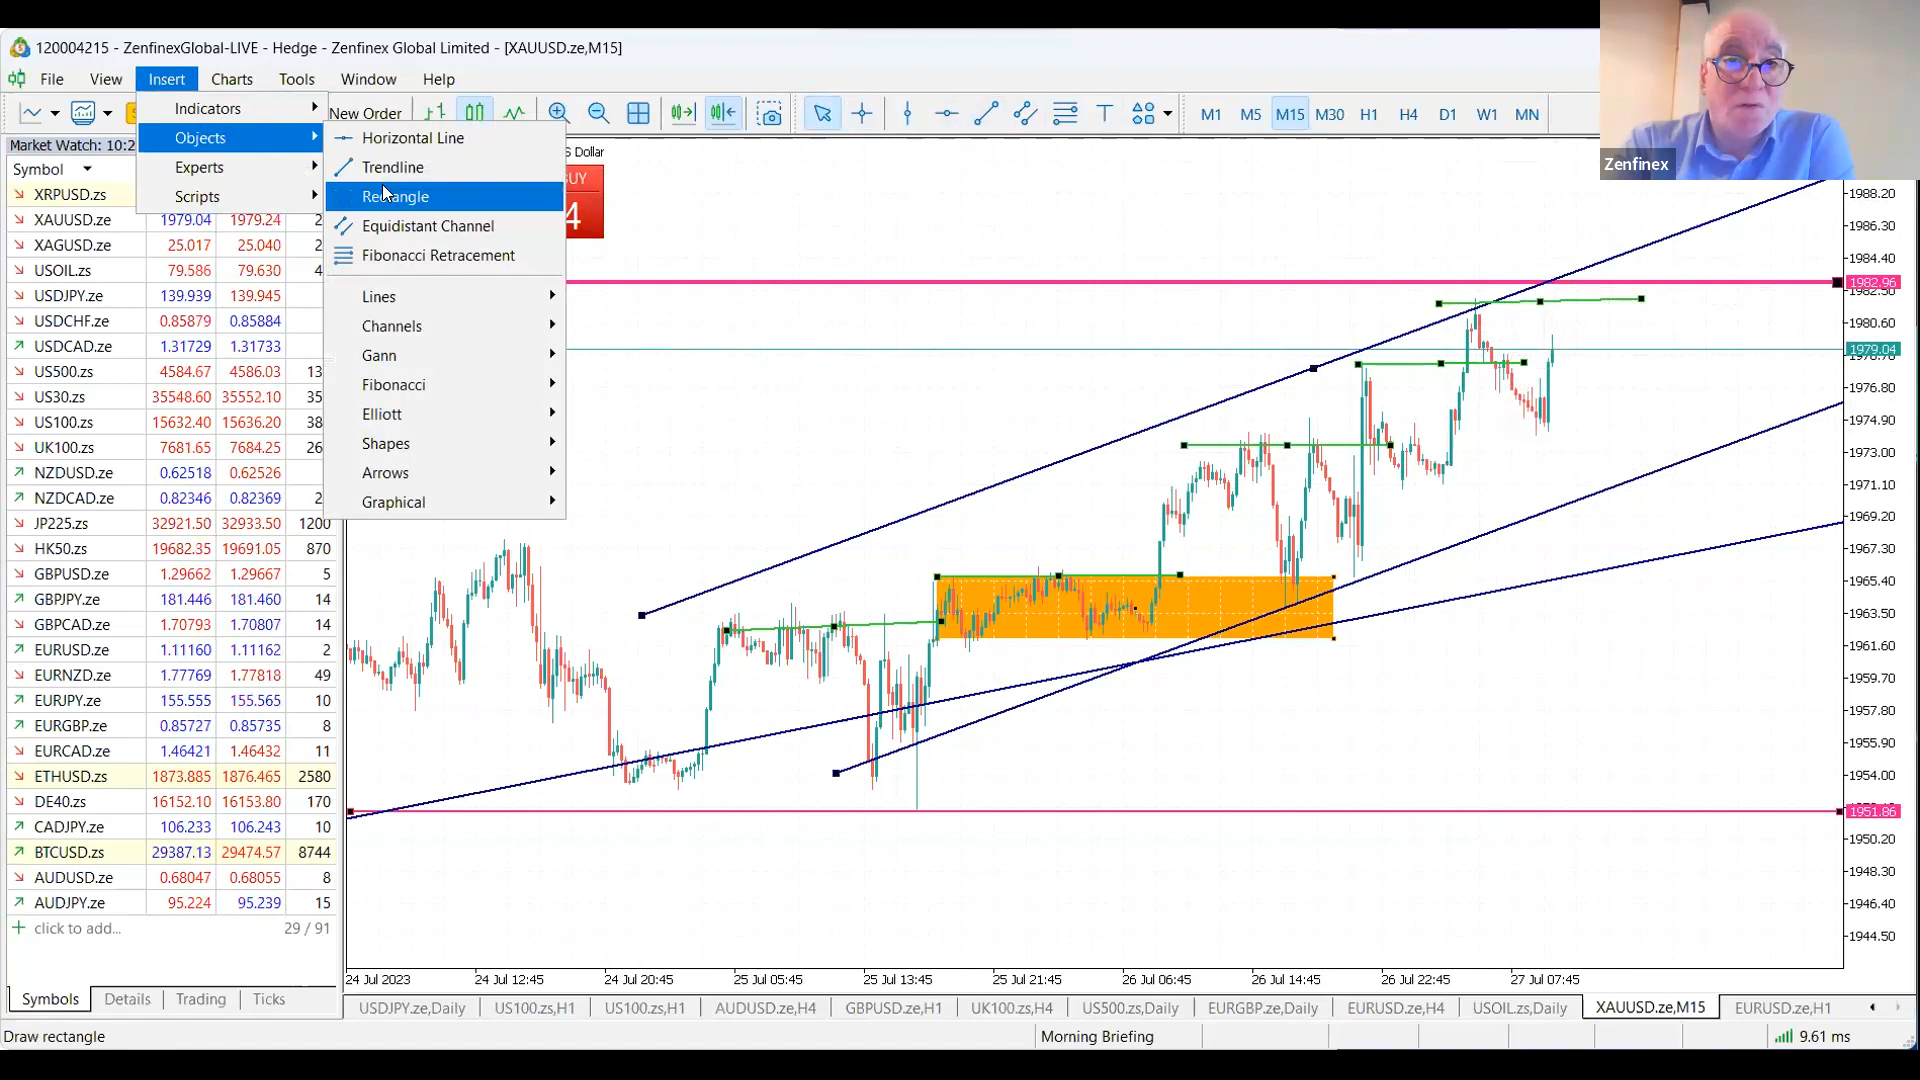 120004215 - ZenfinexGlobal-LIVE - Hedge - Zenfinex Global Limited - [XAUUSD.ze,M15]
File View Insert Charts Tools Window Help
Indicators
Objects
Experts
Scripts
New Order
M1 M5 M15 M30 H1 H4 D1 W1 MN
Zenfinex
Horizontal Line
Trendline
Rectangle
Equidistant Channel
Fibonacci Retracement
Lines
Channels
Gann
Fibonacci
Elliott
Shapes
Arrows
Graphical
S Dollar
UY
4
Market Watch: 10:2
Symbol
XRPUSD.zs
XAUUSD.ze 1979.04 1979.24 2
XAGUSD.ze 25.017 25.040 2
USOIL.zs 79.586 79.630 4
USDJPY.ze 139.939 139.945
USDCHF.ze 0.85879 0.85884
USDCAD.ze 1.31729 1.31733
US500.zs 4584.67 4586.03 13
US30.zs 35548.60 35552.10 35
US100.zs 15632.40 15636.20 38
UK100.zs 7681.65 7684.25 26
NZDUSD.ze 0.62518 0.62526
NZDCAD.ze 0.82346 0.82369 2
JP225.zs 32921.50 32933.50 1200
HK50.zs 19682.35 19691.05 870
GBPUSD.ze 1.29662 1.29667 5
GBPJPY.ze 181.446 181.460 14
GBPCAD.ze 1.70793 1.70807 14
EURUSD.ze 1.11160 1.11162 2
EURNZD.ze 1.77769 1.77818 49
EURJPY.ze 155.555 155.565 10
EURGBP.ze 0.85727 0.85735 8
EURCAD.ze 1.46421 1.46432 11
ETHUSD.zs 1873.885 1876.465 2580
DE40.zs 16152.10 16153.80 170
CADJPY.ze 106.233 106.243 10
BTCUSD.zs 29387.13 29474.57 8744
AUDUSD.ze 0.68047 0.68055 8
AUDJPY.ze 95.224 95.239 15
click to add... 29 / 91
1988.20
1986.30
1984.40
1982.96
1982.50
1980.60
1979.04
1978.70
1976.80
1974.90
1973.00
1971.10
1969.20
1967.30
1965.40
1963.50
1961.60
1959.70
1957.80
1955.90
1954.00
1951.86
1950.20
1948.30
1946.40
1944.50
24 Jul 2023 24 Jul 12:45 24 Jul 20:45 25 Jul 05:45 25 Jul 13:45 25 Jul 21:45 26 Jul 06:45 26 Jul 14:45 26 Jul 22:45 27 Jul 07:45
Symbols Details Trading Ticks
USDJPY.ze,Daily US100.zs,H1 US100.zs,H1 AUDUSD.ze,H4 GBPUSD.ze,H1 UK100.zs,H4 US500.zs,Daily EURGBP.ze,Daily EURUSD.ze,H4 USOIL.zs,Daily XAUUSD.ze,M15 EURUSD.ze,H1
Draw rectangle Morning Briefing 9.61 ms